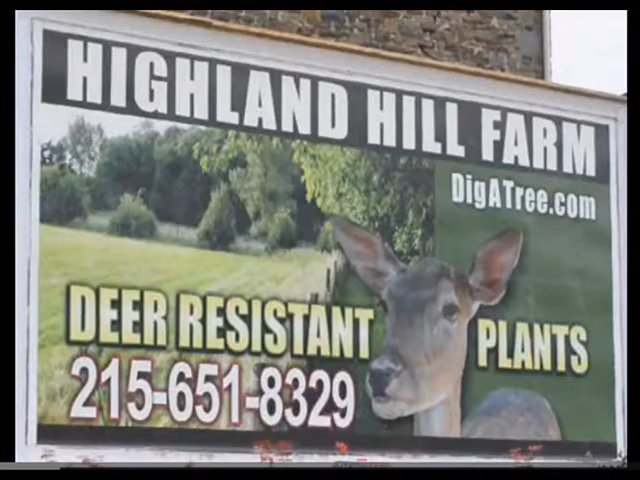 HIGHLAND HILL FARM
DigATree.com
DEER RESISTANT PLANTS
215-651-8329